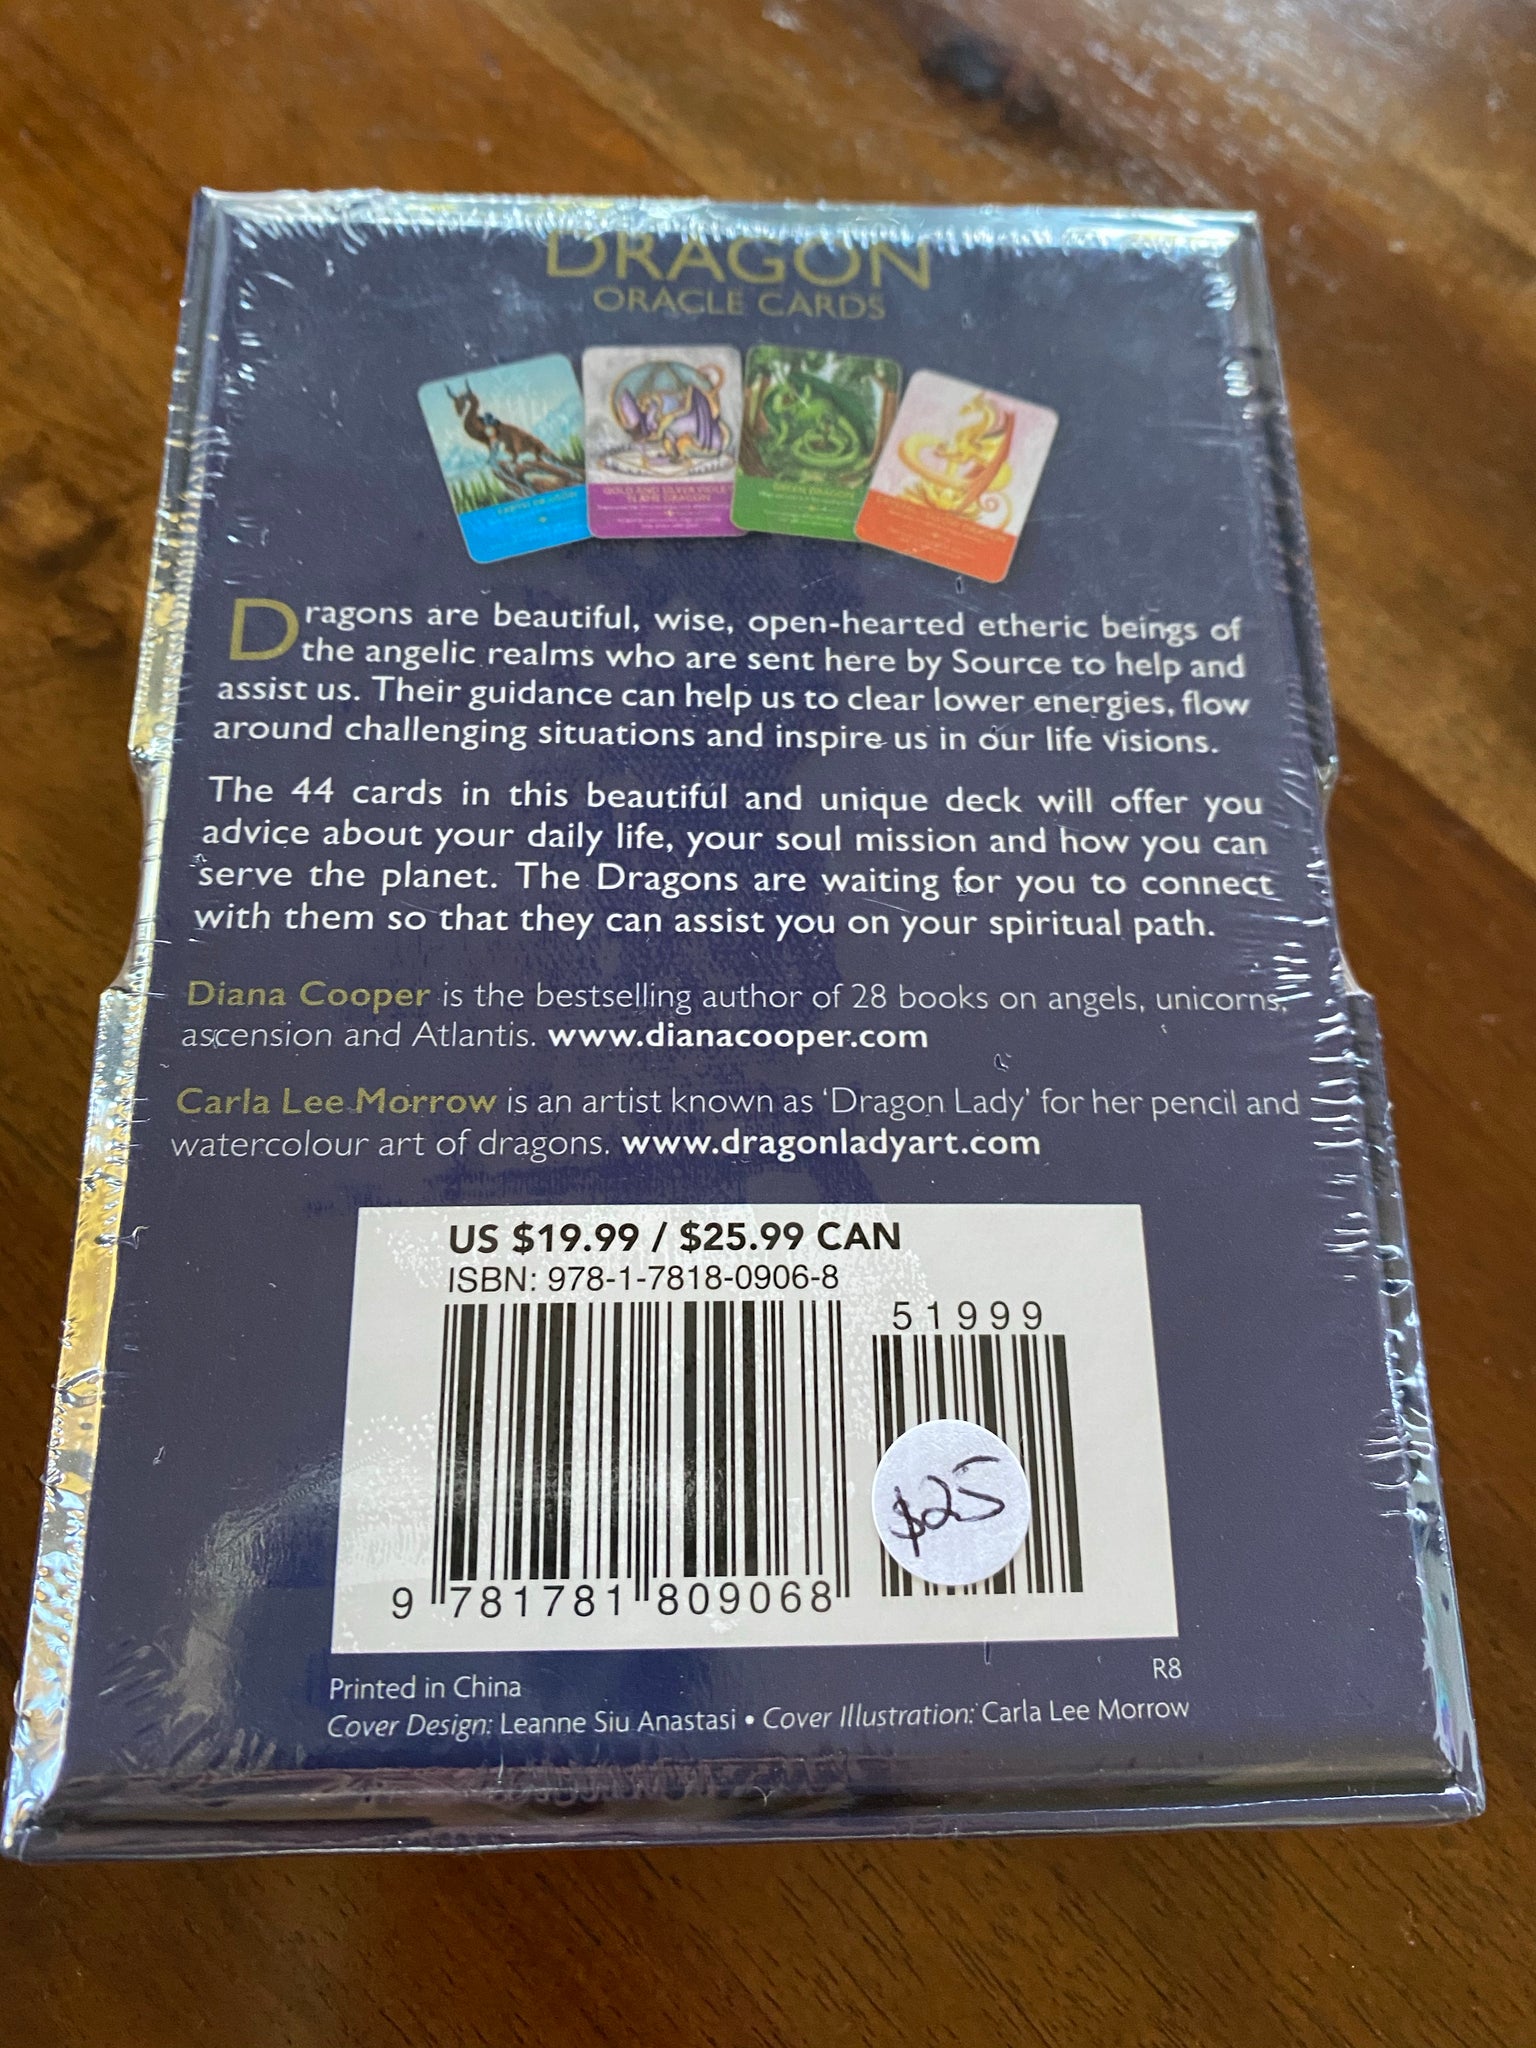 DRAGON
ORACLE CARDS
GOLD AND SILVER VIOLET
FLAME DRAGON
GREEN DRAGON
Dragons are beautiful, wise, open-hearted etheric beings of
the angelic realms who are sent here by Source to help and
assist us. Their guidance can help us to clear lower energies, flow
around challenging situations and inspire us in our life visions.
The 44 cards in this beautiful and unique deck will offer you
advice about your daily life, your soul mission and how you can
serve the planet. The Dragons are waiting for you to connect
with them so that they can assist you on your spiritual path.
Diana Cooper is the bestselling author of 28 books on angels, unicorns,
ascension and Atlantis. www.dianacooper.com
Carla Lee Morrow is an artist known as ‘Dragon Lady’ for her pencil and
watercolour art of dragons. www.dragonladyart.com
US $19.99 / $25.99 CAN
ISBN: 978-1-7818-0906-8
51999
$25
9 781781 809068
R8
Printed in China
Cover Design: Leanne Siu Anastasi • Cover Illustration: Carla Lee Morrow